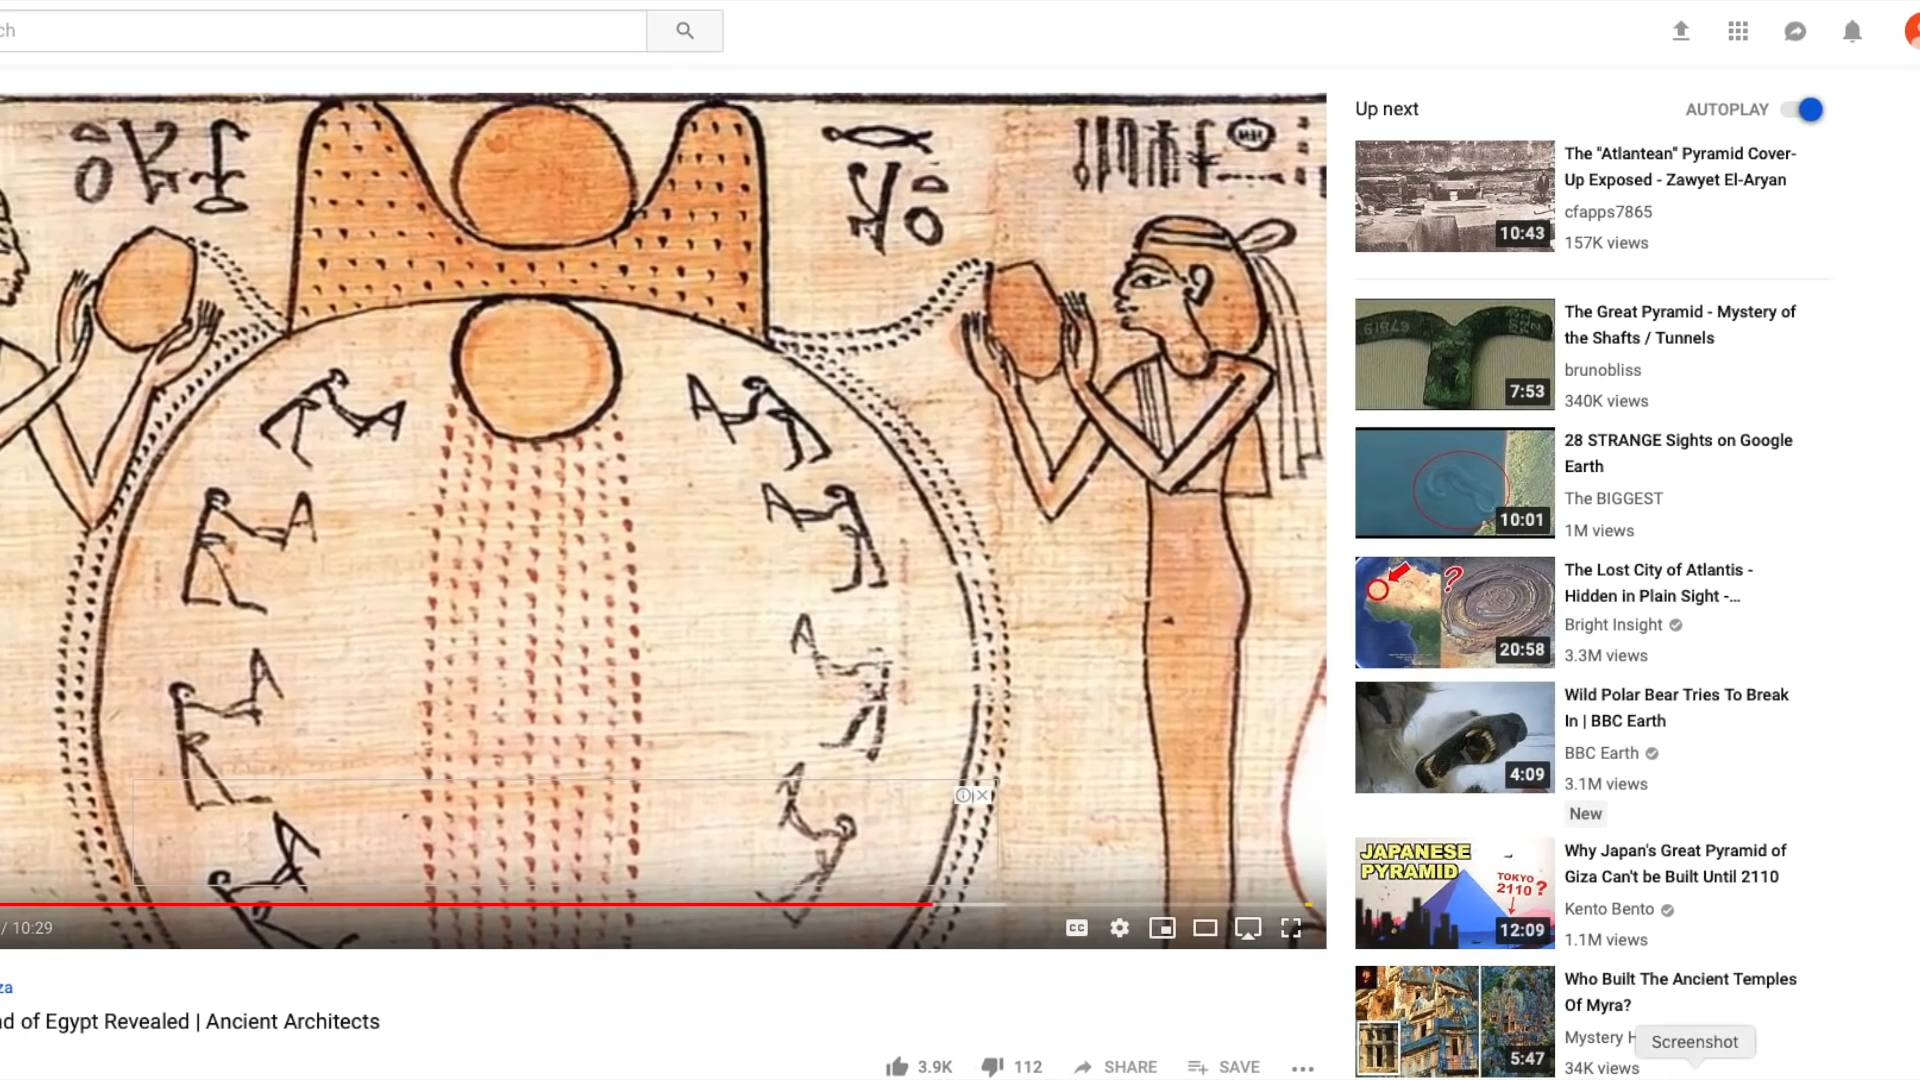 ch
Up next
AUTOPLAY
The "Atlantean" Pyramid Cover-
Up Exposed - Zawyet El-Aryan
cfapps7865
157K views
10:43
The Great Pyramid - Mystery of
the Shafts / Tunnels
brunobliss
340K views
7:53
28 STRANGE Sights on Google
Earth
The BIGGEST
1M views
10:01
The Lost City of Atlantis -
Hidden in Plain Sight -...
Bright Insight
3.3M views
?
20:58
Wild Polar Bear Tries To Break
In | BBC Earth
BBC Earth
3.1M views
New
4:09
Why Japan's Great Pyramid of
Giza Can't be Built Until 2110
Kento Bento
1.1M views
JAPANESE
PYRAMID
TOKYO
2110 ?
12:09
Who Built The Ancient Temples
Of Myra?
Mystery H
34K views
5:47
Screenshot
/ 10:29
CC
za
nd of Egypt Revealed | Ancient Architects
3.9K
112
SHARE
SAVE